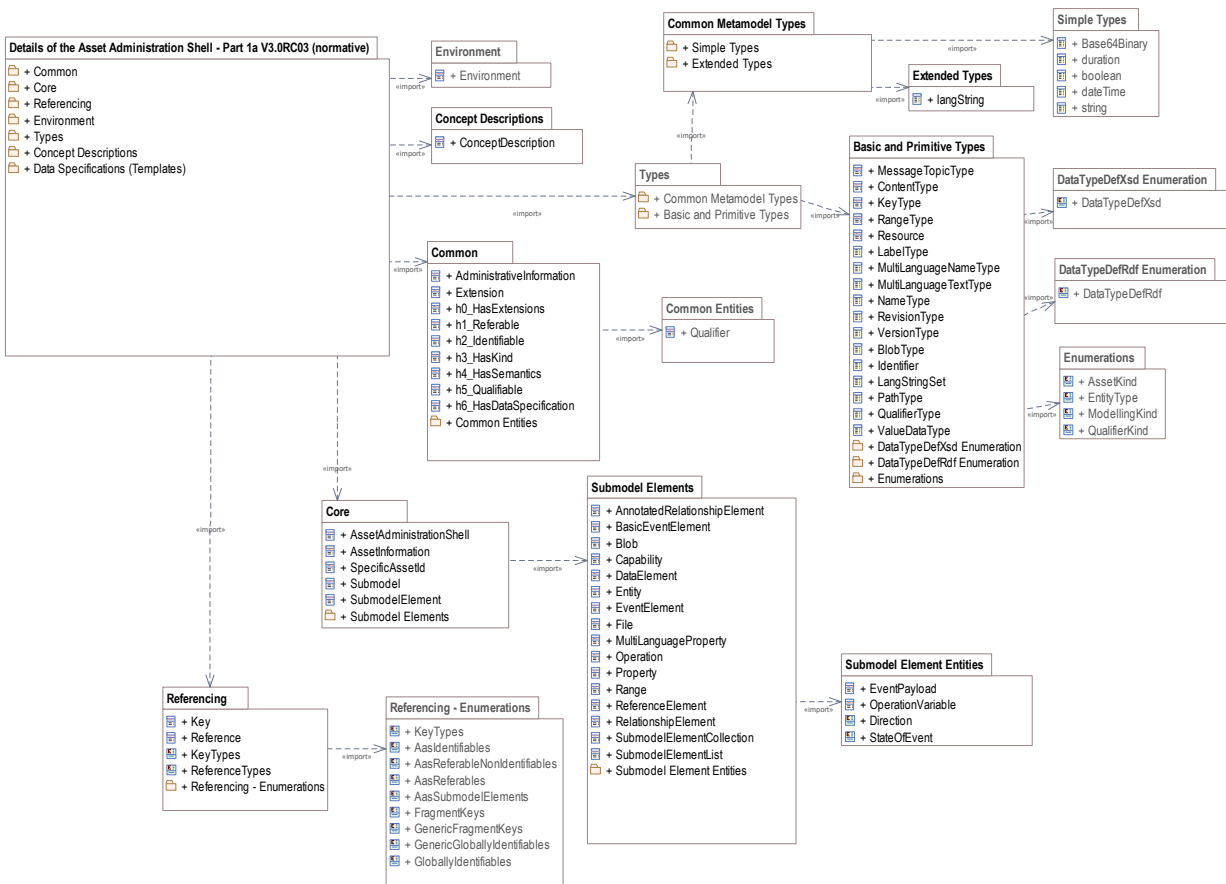 Details of the Asset Administration Shell - Part 1a V3.0RC03 (normative)
+ Common
+ Core
+ Referencing
+ Environment
+ Types
+ Concept Descriptions
+ Data Specifications (Templates)
«import»
Environment
+ Environment
«import»
Concept Descriptions
+ ConceptDescription
«import»
Types
+ Common Metamodel Types
+ Basic and Primitive Types
«import»
Common Metamodel Types
+ Simple Types
+ Extended Types
«import»
Simple Types
+ Base64Binary
+ duration
+ boolean
+ dateTime
+ string
«import»
Extended Types
+ langString
«import»
Basic and Primitive Types
+ MessageTopicType
+ ContentType
+ KeyType
+ RangeType
+ Resource
+ LabelType
+ MultiLanguageNameType
+ MultiLanguageTextType
+ NameType
+ RevisionType
+ VersionType
+ BlobType
+ Identifier
+ LangStringSet
+ PathType
+ QualifierType
+ ValueDataType
+ DataTypeDefXsd Enumeration
+ DataTypeDefRdf Enumeration
+ Enumerations
«import»
DataTypeDefXsd Enumeration
+ DataTypeDefXsd
«import»
DataTypeDefRdf Enumeration
+ DataTypeDefRdf
«import»
Enumerations
+ AssetKind
+ EntityType
+ ModellingKind
+ QualifierKind
«import»
Common
+ AdministrativeInformation
+ Extension
+ h0_HasExtensions
+ h1_Referable
+ h2_Identifiable
+ h3_HasKind
+ h4_HasSemantics
+ h5_Qualifiable
+ h6_HasDataSpecification
+ Common Entities
«import»
Common Entities
+ Qualifier
«import»
Core
+ AssetAdministrationShell
+ AssetInformation
+ SpecificAssetId
+ Submodel
+ SubmodelElement
+ Submodel Elements
«import»
Submodel Elements
+ AnnotatedRelationshipElement
+ BasicEventElement
+ Blob
+ Capability
+ DataElement
+ Entity
+ EventElement
+ File
+ MultiLanguageProperty
+ Operation
+ Property
+ Range
+ ReferenceElement
+ RelationshipElement
+ SubmodelElementCollection
+ SubmodelElementList
+ Submodel Element Entities
«import»
Submodel Element Entities
+ EventPayload
+ OperationVariable
+ Direction
+ StateOfEvent
«import»
Referencing
+ Key
+ Reference
+ KeyTypes
+ ReferenceTypes
+ Referencing - Enumerations
«import»
Referencing - Enumerations
+ KeyTypes
+ AasIdentifiables
+ AasReferableNonIdentifiables
+ AasReferables
+ AasSubmodelElements
+ FragmentKeys
+ GenericFragmentKeys
+ GenericGloballyIdentifiables
+ GloballyIdentifiables